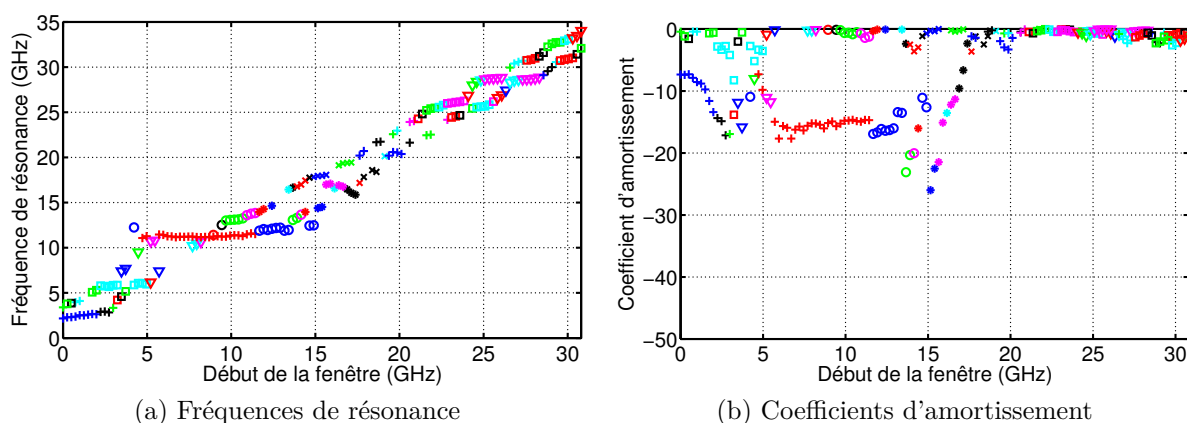 35
30
25
20
15
10
5
0
Fréquence de résonance (GHz)
0 5 10 15 20 25 30
Début de la fenêtre (GHz)
(a) Fréquences de résonance
−0
−10
−20
−30
−40
−50
Coefficient d'amortissement
0 5 10 15 20 25 30
Début de la fenêtre (GHz)
(b) Coefficients d'amortissement